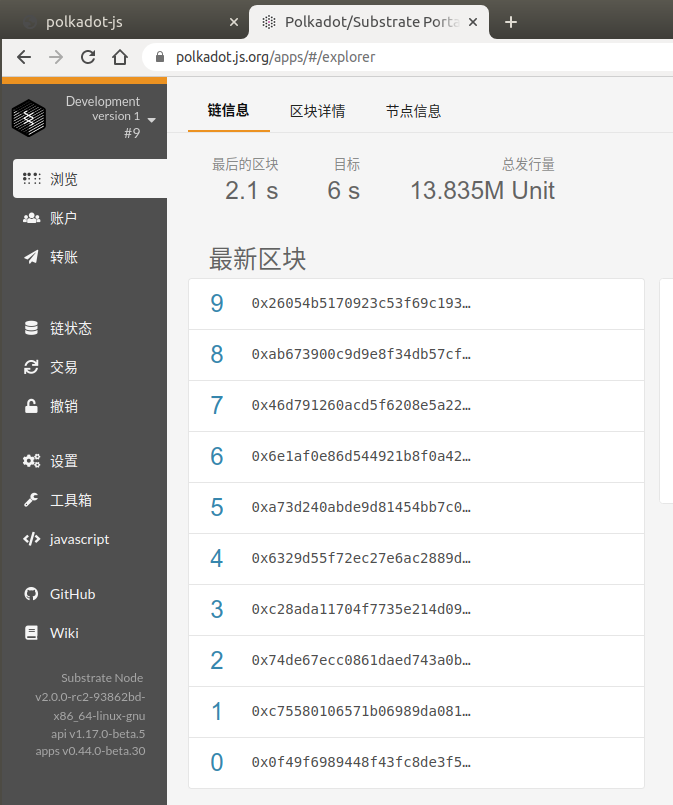 polkadot-js
Polkadot/Substrate Porta
polkadot.js.org/apps/#/explorer
Development
version 1
#9
链信息
区块详情
节点信息
浏览
账户
转账
链状态
交易
撤销
设置
工具箱
javascript
GitHub
Wiki
Substrate Node
v2.0.0-rc2-93862bd-
x86_64-linux-gnu
api v1.17.0-beta.5
apps v0.44.0-beta.30
最后的区块
2.1 s
目标
6 s
总发行量
13.835M Unit
最新区块
9 0x26054b5170923c53f69c193…
8 0xab673900c9d9e8f34db57cf…
7 0x46d791260acd5f6208e5a22…
6 0x6e1af0e86d544921b8f0a42…
5 0xa73d240abde9d81454bb7c0…
4 0x6329d55f72ec27e6ac2889d…
3 0xc28ada11704f7735e214d09…
2 0x74de67ecc0861daed743a0b…
1 0xc75580106571b06989da081…
0 0x0f49f6989448f43fc8de3f5…